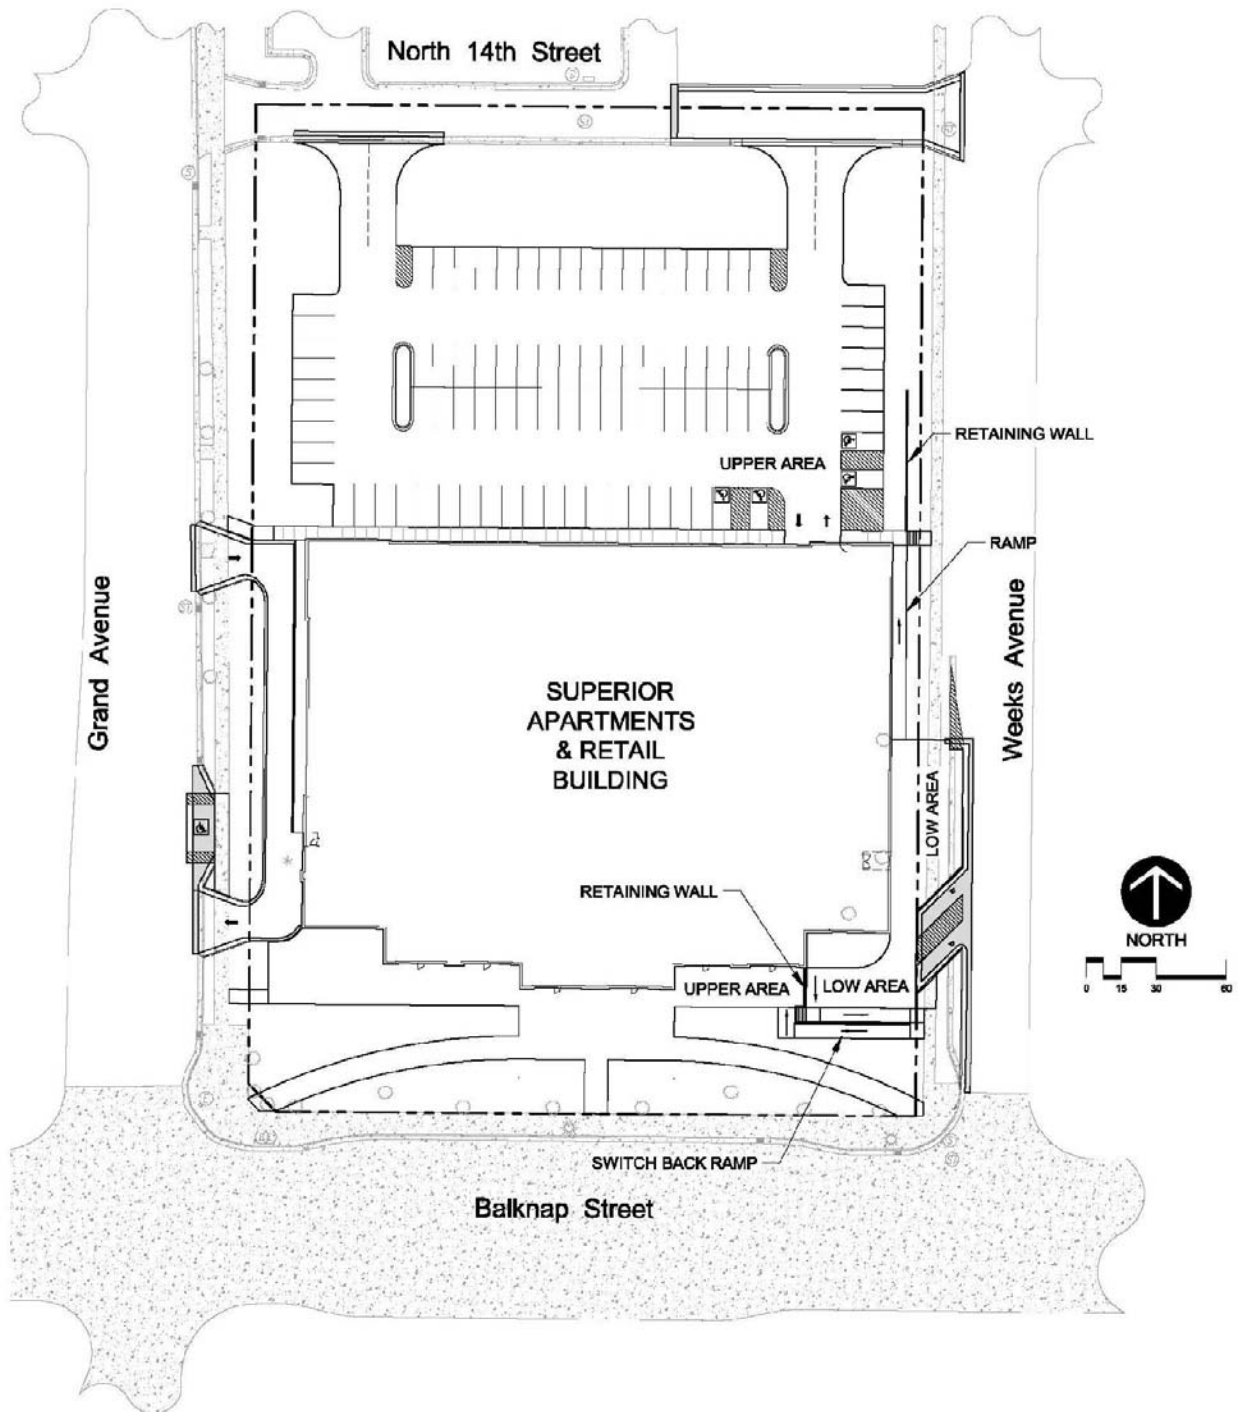 North 14th Street
RETAINING WALL
UPPER AREA
RAMP
Grand Avenue
Weeks Avenue
SUPERIOR
APARTMENTS
& RETAIL
BUILDING
LOW AREA
RETAINING WALL
NORTH
UPPER AREA
LOW AREA
0 15 30 60
SWITCH BACK RAMP
Balknap Street